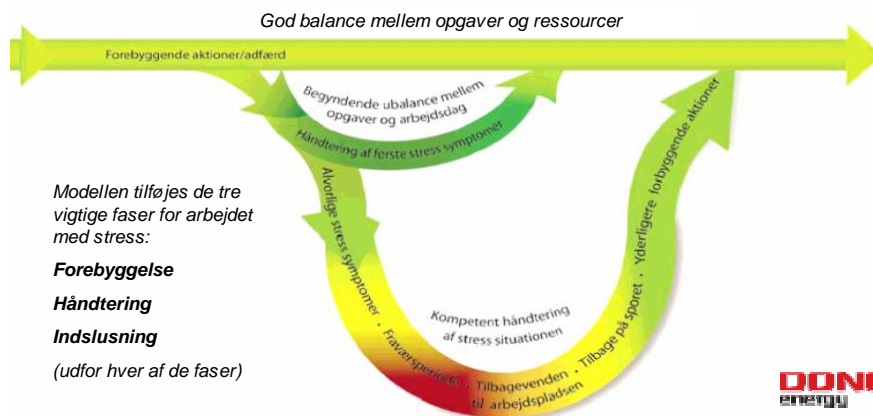 God balance mellem opgaver og ressourcer
Forebyggende aktioner/adfærd
Begyndende ubalance mellem
opgaver og arbejdsdag
Håndtering af første stress symptomer
Alvorlige stress symptomer · Fraværsperiode · Tilbagevenden · Tilbage på sporet · Yderligere forbyggende aktioner
til arbejdspladsen
Kompetent håndtering
af stress situationen
Modellen tilføjes de tre
vigtige faser for arbejdet
med stress:
Forebyggelse
Håndtering
Indslusning
(udfor hver af de faser)
DONG
energy